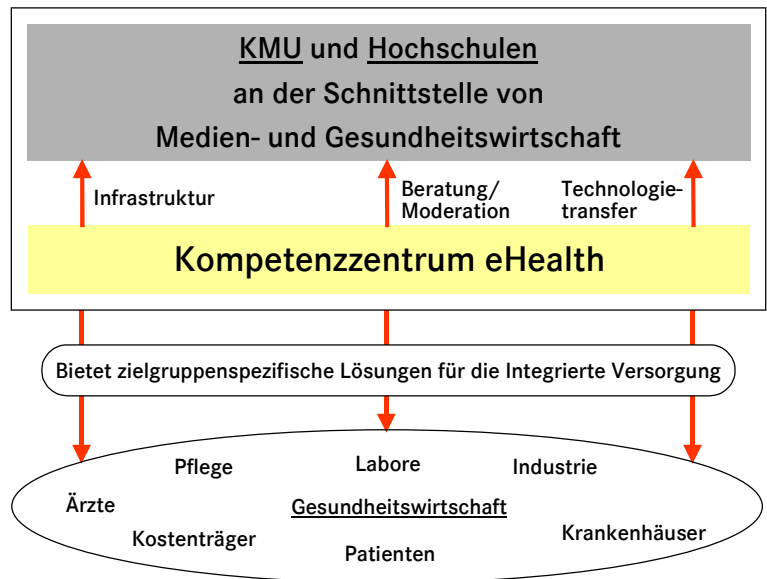 KMU und Hochschulen
an der Schnittstelle von
Medien- und Gesundheitswirtschaft
Infrastruktur
Beratung/
Moderation
Technologie-
transfer
Kompetenzzentrum eHealth
Bietet zielgruppenspezifische Lösungen für die Integrierte Versorgung
Pflege
Labore
Industrie
Ärzte
Gesundheitswirtschaft
Kostenträger
Patienten
Krankenhäuser